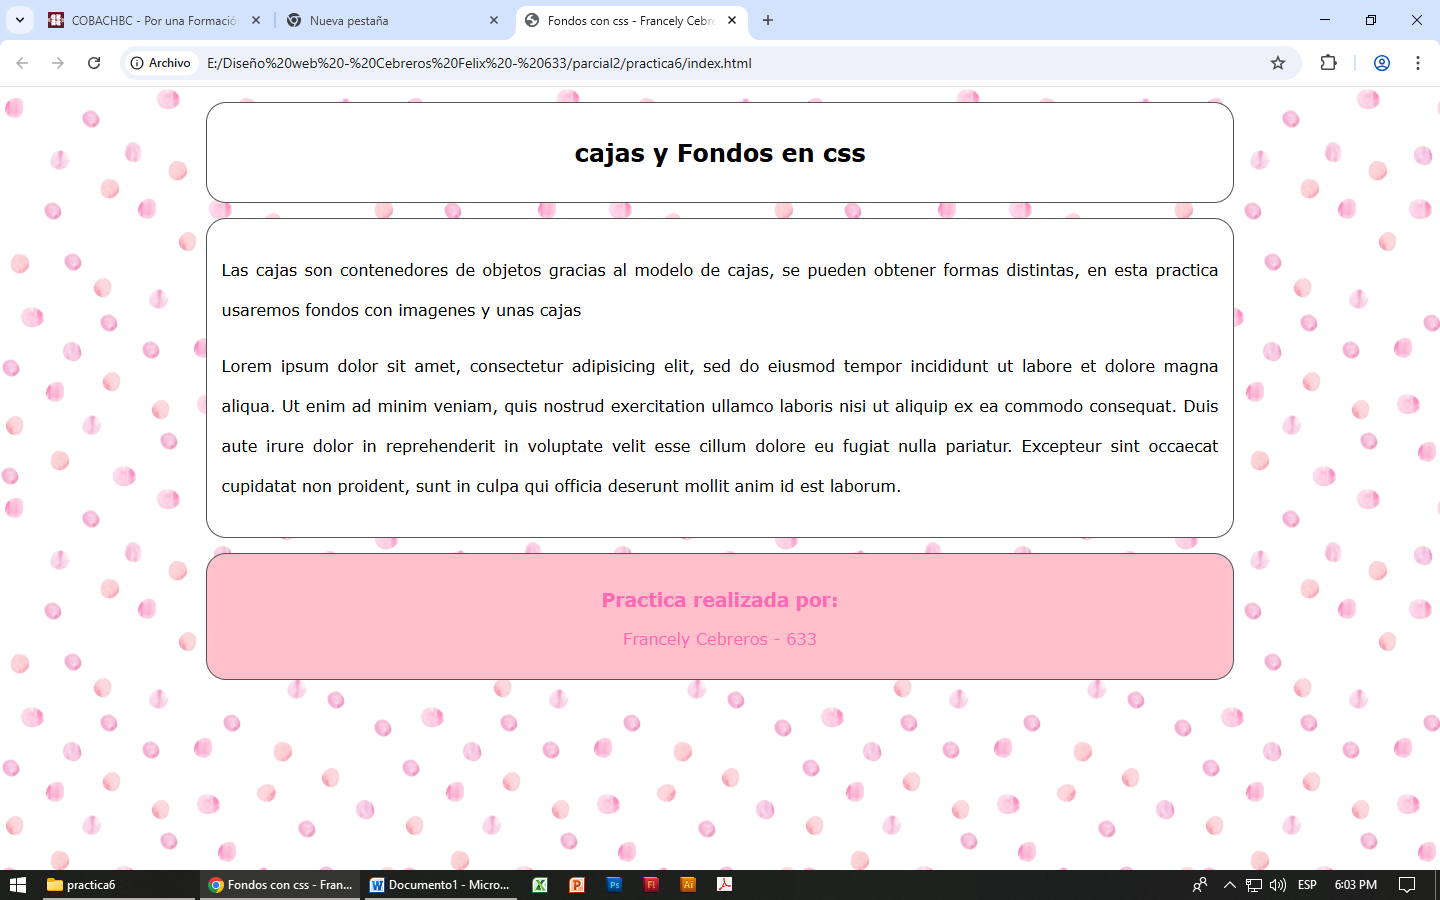 COBACHBC - Por una Formació
Nueva pestaña
Fondos con css - Francely Cebre
Archivo
E:/Diseño%20web%20-%20Cebreros%20Felix%20-%20633/parcial2/practica6/index.html
cajas y Fondos en css
Las cajas son contenedores de objetos gracias al modelo de cajas, se pueden obtener formas distintas, en esta practica
usaremos fondos con imagenes y unas cajas
Lorem ipsum dolor sit amet, consectetur adipisicing elit, sed do eiusmod tempor incididunt ut labore et dolore magna
aliqua. Ut enim ad minim veniam, quis nostrud exercitation ullamco laboris nisi ut aliquip ex ea commodo consequat. Duis
aute irure dolor in reprehenderit in voluptate velit esse cillum dolore eu fugiat nulla pariatur. Excepteur sint occaecat
cupidatat non proident, sunt in culpa qui officia deserunt mollit anim id est laborum.
Practica realizada por:
Francely Cebreros - 633
practica6
Fondos con css - Fran...
Documento1 - Micro...
Ps
Fl
Ai
ESP
6:03 PM